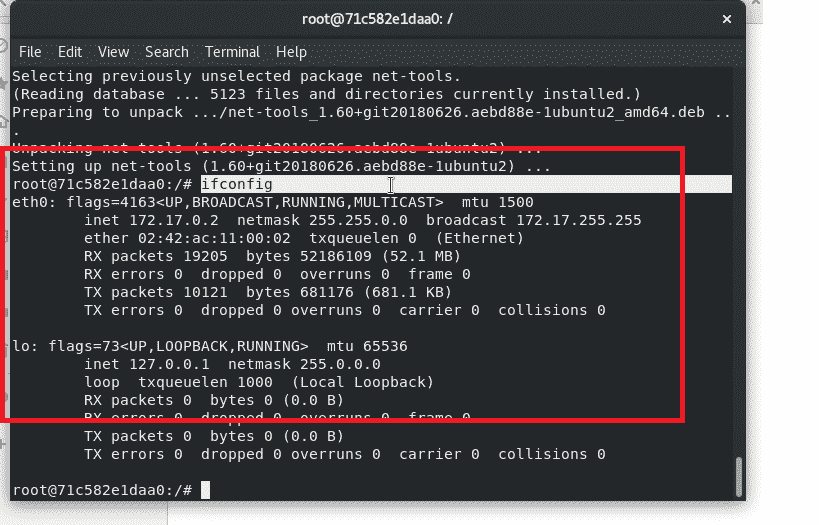 root@71c582e1daa0: /
File Edit View Search Terminal Help
Selecting previously unselected package net-tools.
(Reading database ... 5123 files and directories currently installed.)
Preparing to unpack .../net-tools_1.60+git20180626.aebd88e-1ubuntu2_amd64.deb ..
.
Unpacking net-tools (1.60+git20180626.aebd88e-1ubuntu2) ...
Setting up net-tools (1.60+git20180626.aebd88e-1ubuntu2) ...
root@71c582e1daa0:/# ifconfig
eth0: flags=4163<UP,BROADCAST,RUNNING,MULTICAST>  mtu 1500
        inet 172.17.0.2  netmask 255.255.0.0  broadcast 172.17.255.255
        ether 02:42:ac:11:00:02  txqueuelen 0  (Ethernet)
        RX packets 19205  bytes 52186109 (52.1 MB)
        RX errors 0  dropped 0  overruns 0  frame 0
        TX packets 10121  bytes 681176 (681.1 KB)
        TX errors 0  dropped 0 overruns 0  carrier 0  collisions 0
lo: flags=73<UP,LOOPBACK,RUNNING>  mtu 65536
        inet 127.0.0.1  netmask 255.0.0.0
        loop  txqueuelen 1000  (Local Loopback)
        RX packets 0  bytes 0 (0.0 B)
        RX errors 0  dropped 0  overruns 0  frame 0
        TX packets 0  bytes 0 (0.0 B)
        TX errors 0  dropped 0 overruns 0  carrier 0  collisions 0
root@71c582e1daa0:/#